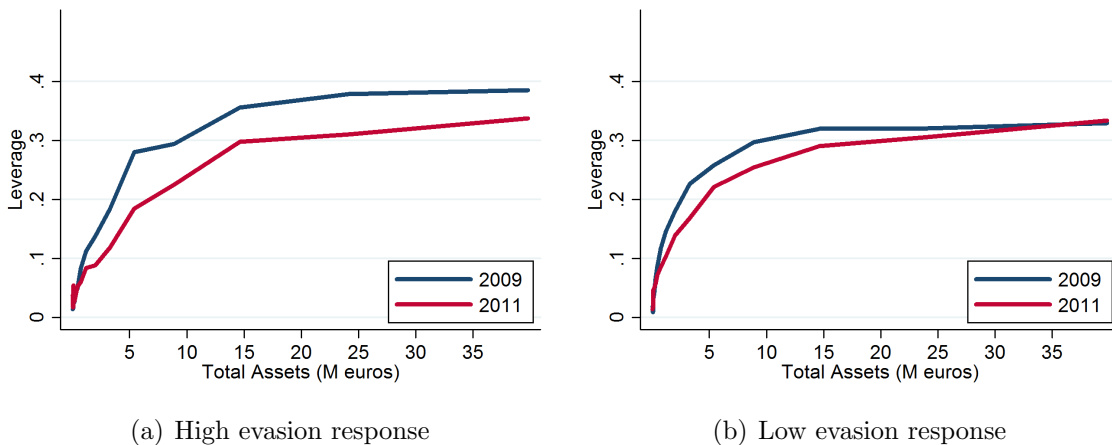 .4
.3
.2
.1
0
Leverage
5 10 15 20 25 30 35
Total Assets (M euros)
2009
2011
(a) High evasion response
.4
.3
.2
.1
0
Leverage
5 10 15 20 25 30 35
Total Assets (M euros)
2009
2011
(b) Low evasion response